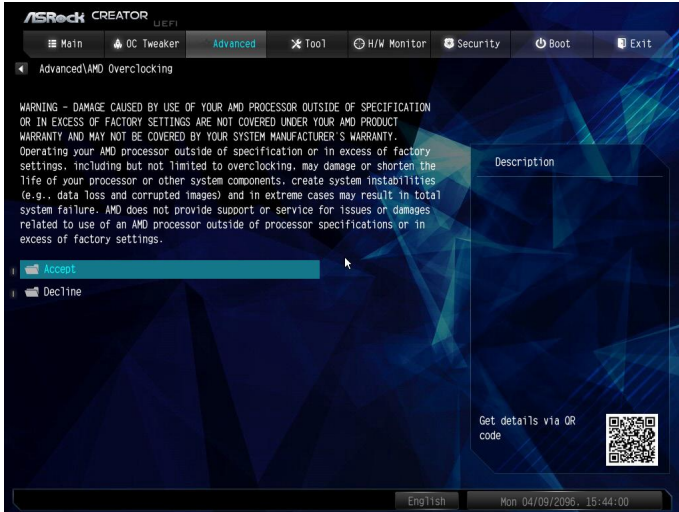 ASRock CREATOR UEFI
Main OC Tweaker Advanced Tool H/W Monitor Security Boot Exit
Advanced\AMD Overclocking
WARNING - DAMAGE CAUSED BY USE OF YOUR AMD PROCESSOR OUTSIDE OF SPECIFICATION
OR IN EXCESS OF FACTORY SETTINGS ARE NOT COVERED UNDER YOUR AMD PRODUCT
WARRANTY AND MAY NOT BE COVERED BY YOUR SYSTEM MANUFACTURER'S WARRANTY.
Operating your AMD processor outside of specification or in excess of factory
settings, including but not limited to overclocking, may damage or shorten the
life of your processor or other system components, create system instabilities
(e.g., data loss and corrupted images) and in extreme cases may result in total
system failure. AMD does not provide support or service for issues or damages
related to use of an AMD processor outside of processor specifications or in
excess of factory settings.
Accept
Decline
Description
Get details via QR
code
English
Mon 04/09/2096, 15:44:00